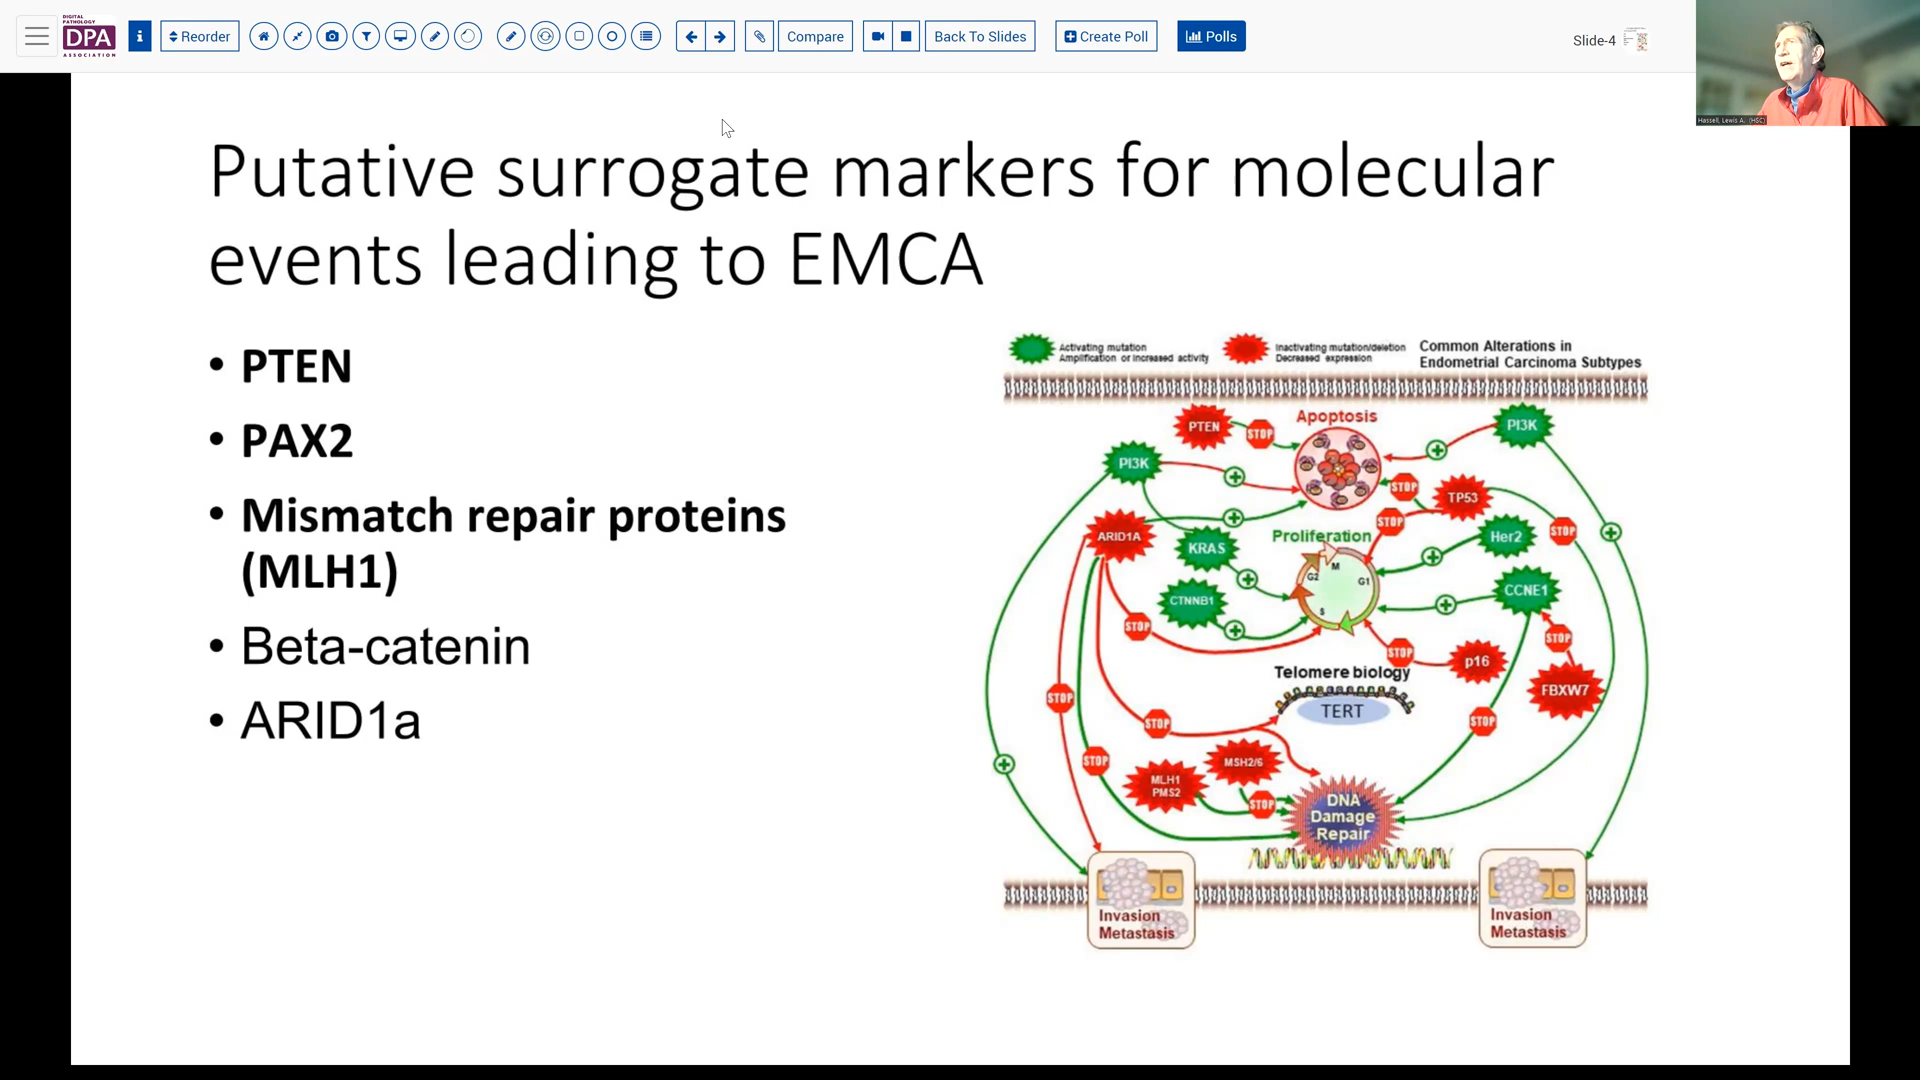 DIGITAL
PATHOLOGY
DPA
ASSOCIATION
i
Reorder
Compare
Back To Slides
Create Poll
Polls
Slide-4
Hassell, Lewis A. (HSC)
Putative surrogate markers for molecular
events leading to EMCA
• PTEN
• PAX2
• Mismatch repair proteins
(MLH1)
• Beta-catenin
• ARID1a
Activating mutation
Amplification or increased activity
Inactivating mutation/deletion
Decreased expression
Common Alterations in
Endometrial Carcinoma Subtypes
PTEN
STOP
Apoptosis
PI3K
PI3K
STOP
TP53
ARID1A
KRAS
Proliferation
STOP
Her2
STOP
M
G2
G1
S
CTNNB1
CCNE1
STOP
STOP
STOP
p16
Telomere biology
FBXW7
STOP
TERT
STOP
STOP
STOP
MSH2/6
MLH1
PMS2
STOP
DNA
Damage
Repair
Invasion
Metastasis
Invasion
Metastasis